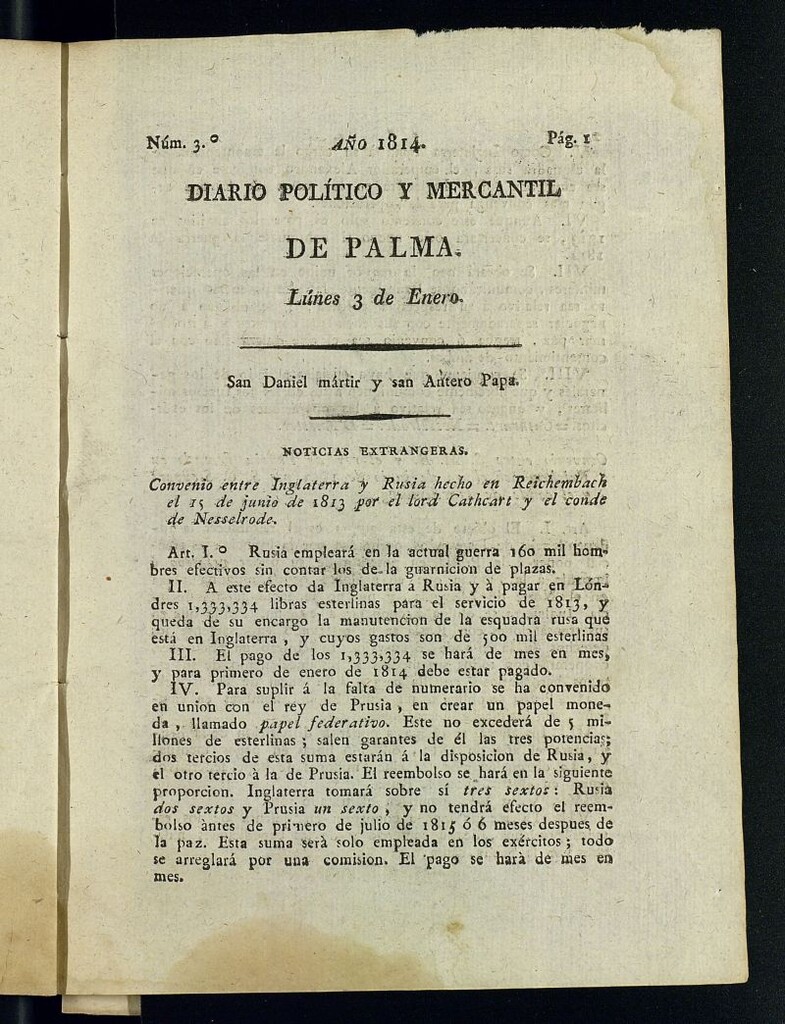 Núm. 3.º AÑO 1814. Pág. 1
DIARIO POLÍTICO Y MERCANTIL
DE PALMA.
Lúnes 3 de Enero.
San Daniel mártir y san Antero Papa.
NOTICIAS EXTRANGERAS.
Convenio entre Inglaterra y Rusia hecho en Reichembach
el 15 de junio de 1813 por el lord Cathcart y el conde
de Nesselrode.
Art. I.º Rusia empleará en la actual guerra 160 mil hom-
bres efectivos sin contar los de la guarnicion de plazas.
II. A este efecto da Inglaterra á Rusia y à pagar en Lón-
dres 1,333,334 libras esterlinas para el servicio de 1813, y
queda de su encargo la manutencion de la esquadra rusa que
está en Inglaterra, y cuyos gastos son de 500 mil esterlinas
III. El pago de los 1,333,334 se hará de mes en mes,
y para primero de enero de 1814 debe estar pagado.
IV. Para suplir á la falta de numerario se ha convenido
en union con el rey de Prusia, en crear un papel mone-
da, llamado papel federativo. Este no excederá de 5 mi-
llones de esterlinas; salen garantes de él las tres potencias;
dos tercios de esta suma estarán á la disposicion de Rusia, y
el otro tercio à la de Prusia. El reembolso se hará en la siguiente
proporcion. Inglaterra tomará sobre sí tres sextos: Rusia
dos sextos y Prusia un sexto, y no tendrá efecto el reem-
bolso àntes de primero de julio de 1815 ó 6 meses despues de
la paz. Esta suma serà solo empleada en los exércitos; todo
se arreglará por una comision. El pago se harà de mes en
mes.